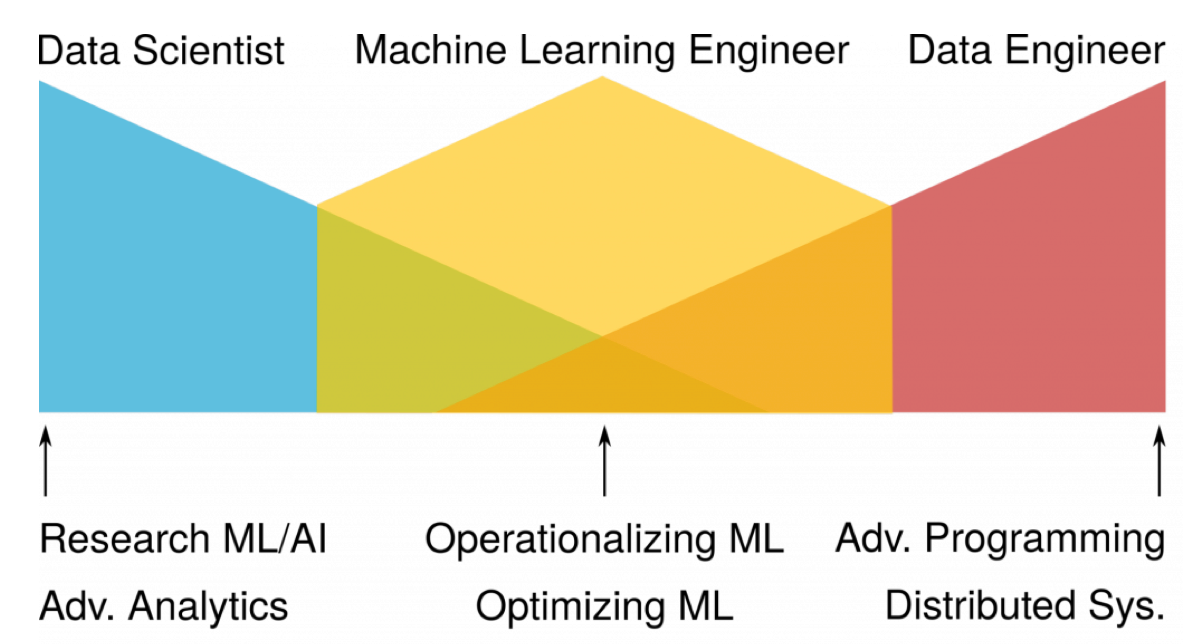 Data Scientist
Machine Learning Engineer
Data Engineer
Research ML/AI
Adv. Analytics
Operationalizing ML
Optimizing ML
Adv. Programming
Distributed Sys.